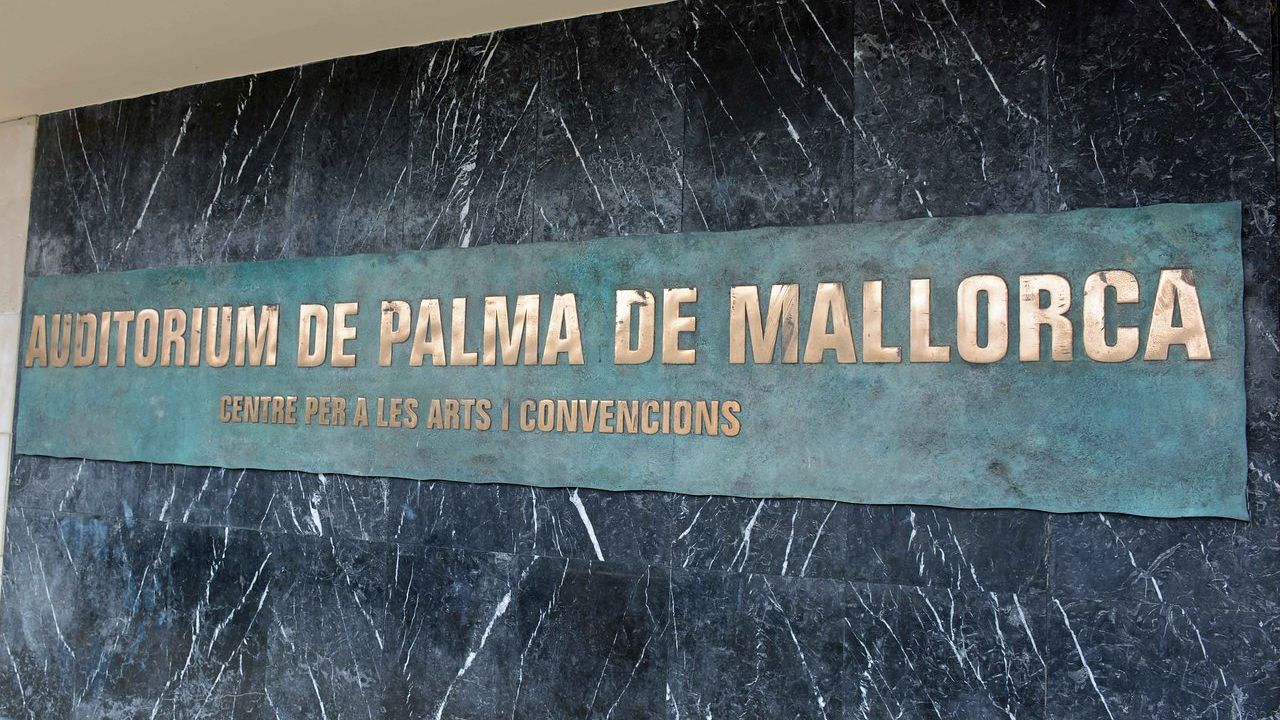 AUDITORIUM DE PALMA DE MALLORCA
CENTRE PER A LES ARTS I CONVENCIONS